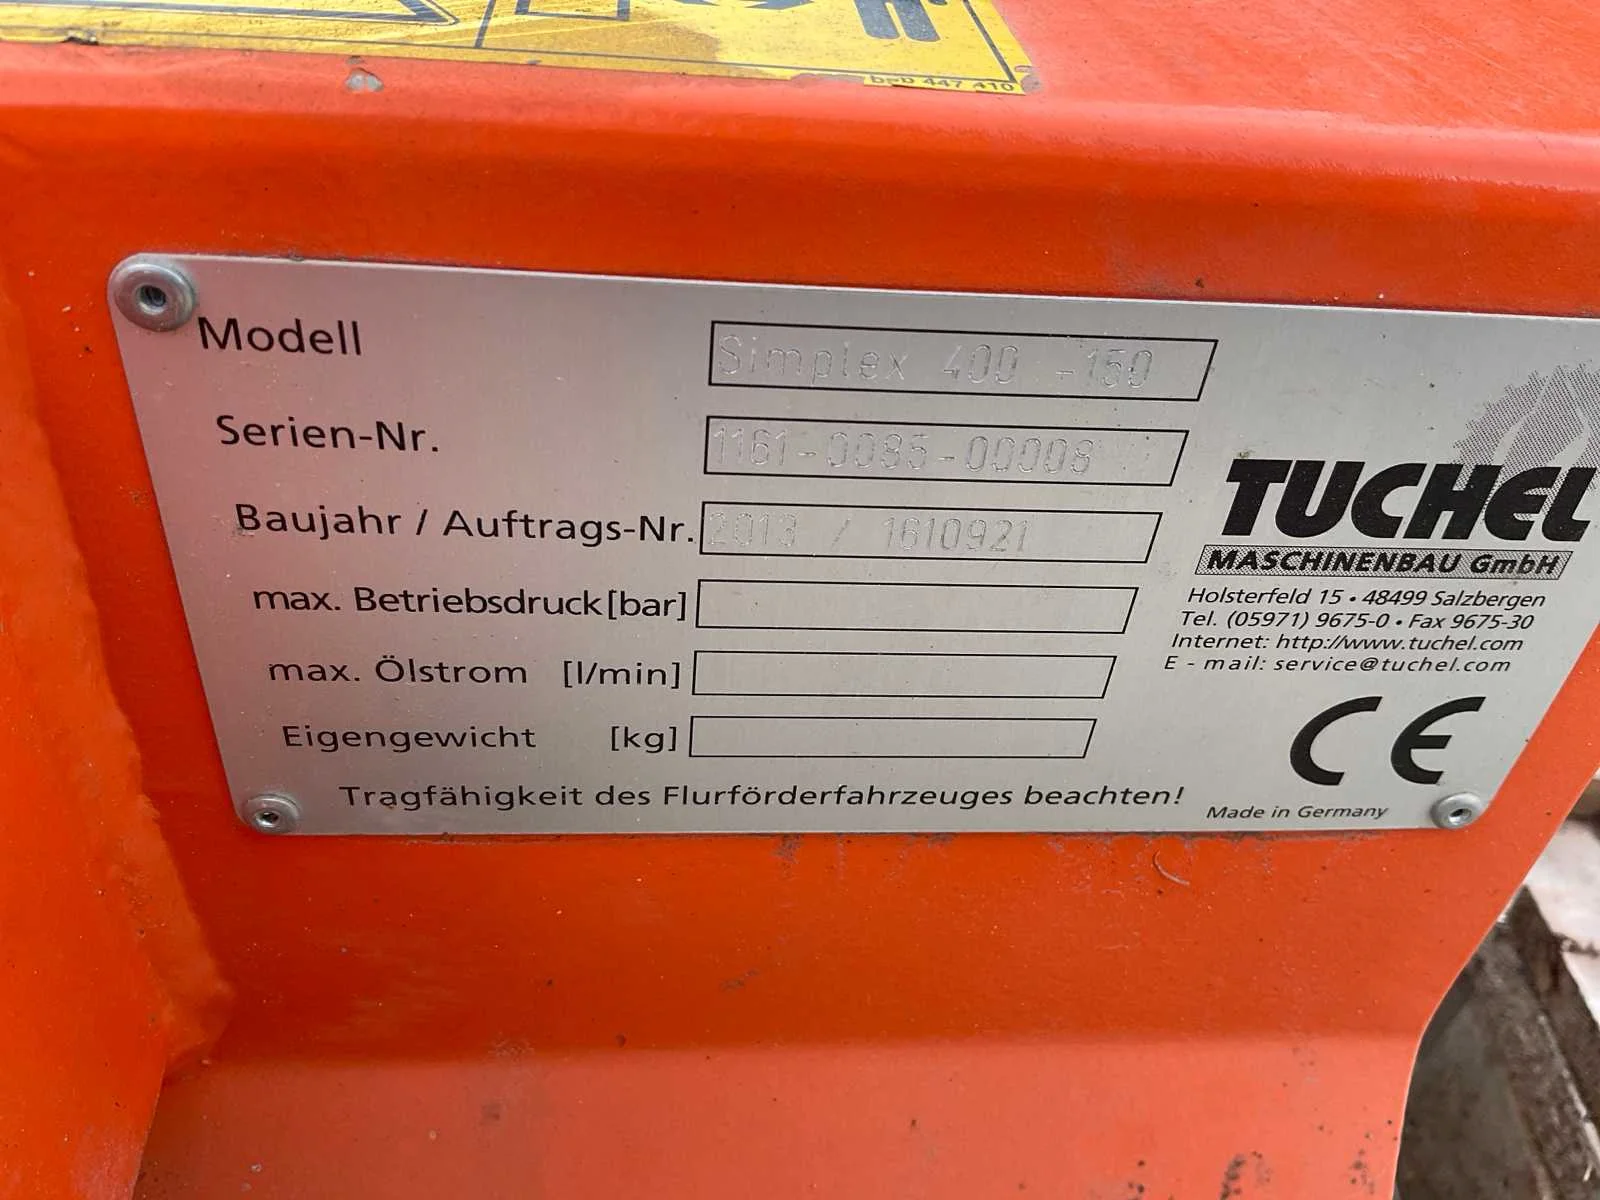 b=b 447 410
Modell Simplex 400 -150
Serien-Nr. 1161-0085-00008
Baujahr / Auftrags-Nr. 2013 / 1610921
max. Betriebsdruck [bar]
max. Ölstrom [l/min]
Eigengewicht [kg]
Tragfähigkeit des Flurförderfahrzeuges beachten!
TUCHEL
MASCHINENBAU GmbH
Holsterfeld 15 • 48499 Salzbergen
Tel. (05971) 9675-0 • Fax 9675-30
Internet: http://www.tuchel.com
E - mail: service@tuchel.com
CE
Made in Germany